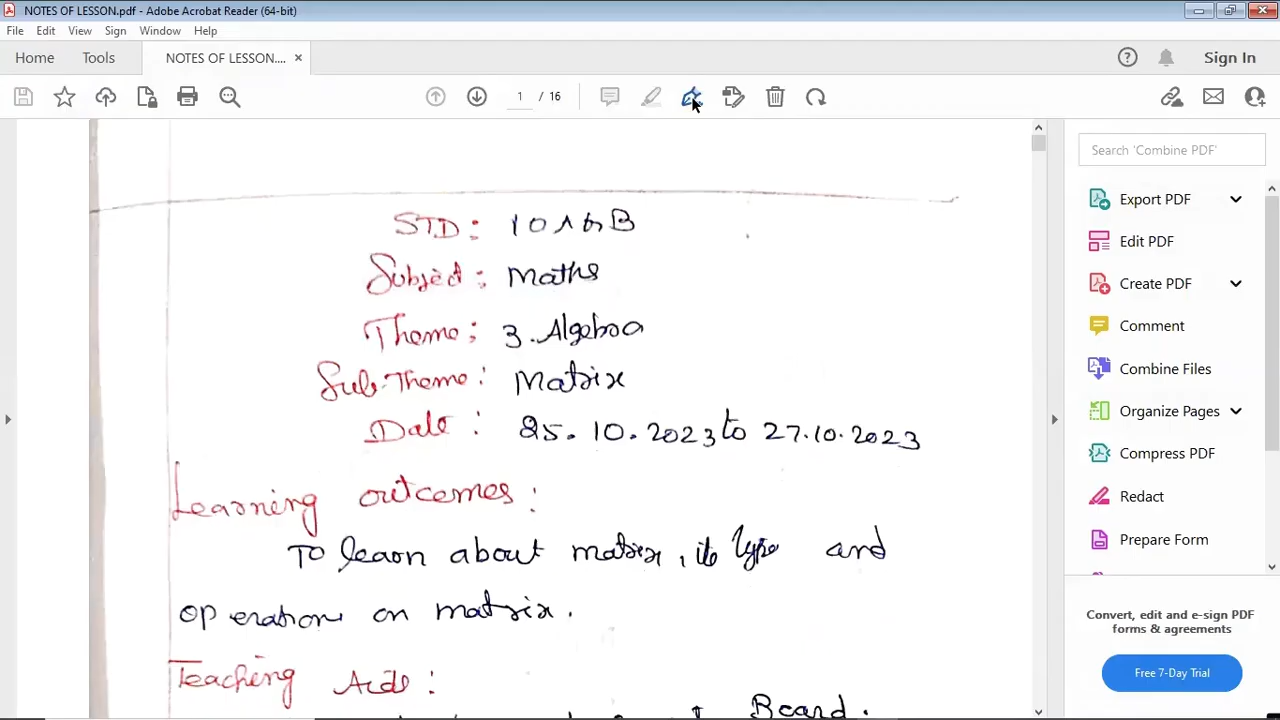 NOTES OF LESSON.pdf - Adobe Acrobat Reader (64-bit)
File Edit View Sign Window Help
Home Tools NOTES OF LESSON.... × Sign In
1 / 16
Search 'Combine PDF'
Export PDF
Edit PDF
Create PDF
Comment
Combine Files
Organize Pages
Compress PDF
Redact
Prepare Form
Convert, edit and e-sign PDF
forms & agreements
Free 7-Day Trial
STD: 10
Subject: Maths
Theme: 3. Algebra
Sub-Theme: Matrix
Date: 25.10.2023 to 27.10.2023
Learning outcomes:
To learn about matrix, its type and
operations on matrix.
Teaching Aids:
Board.